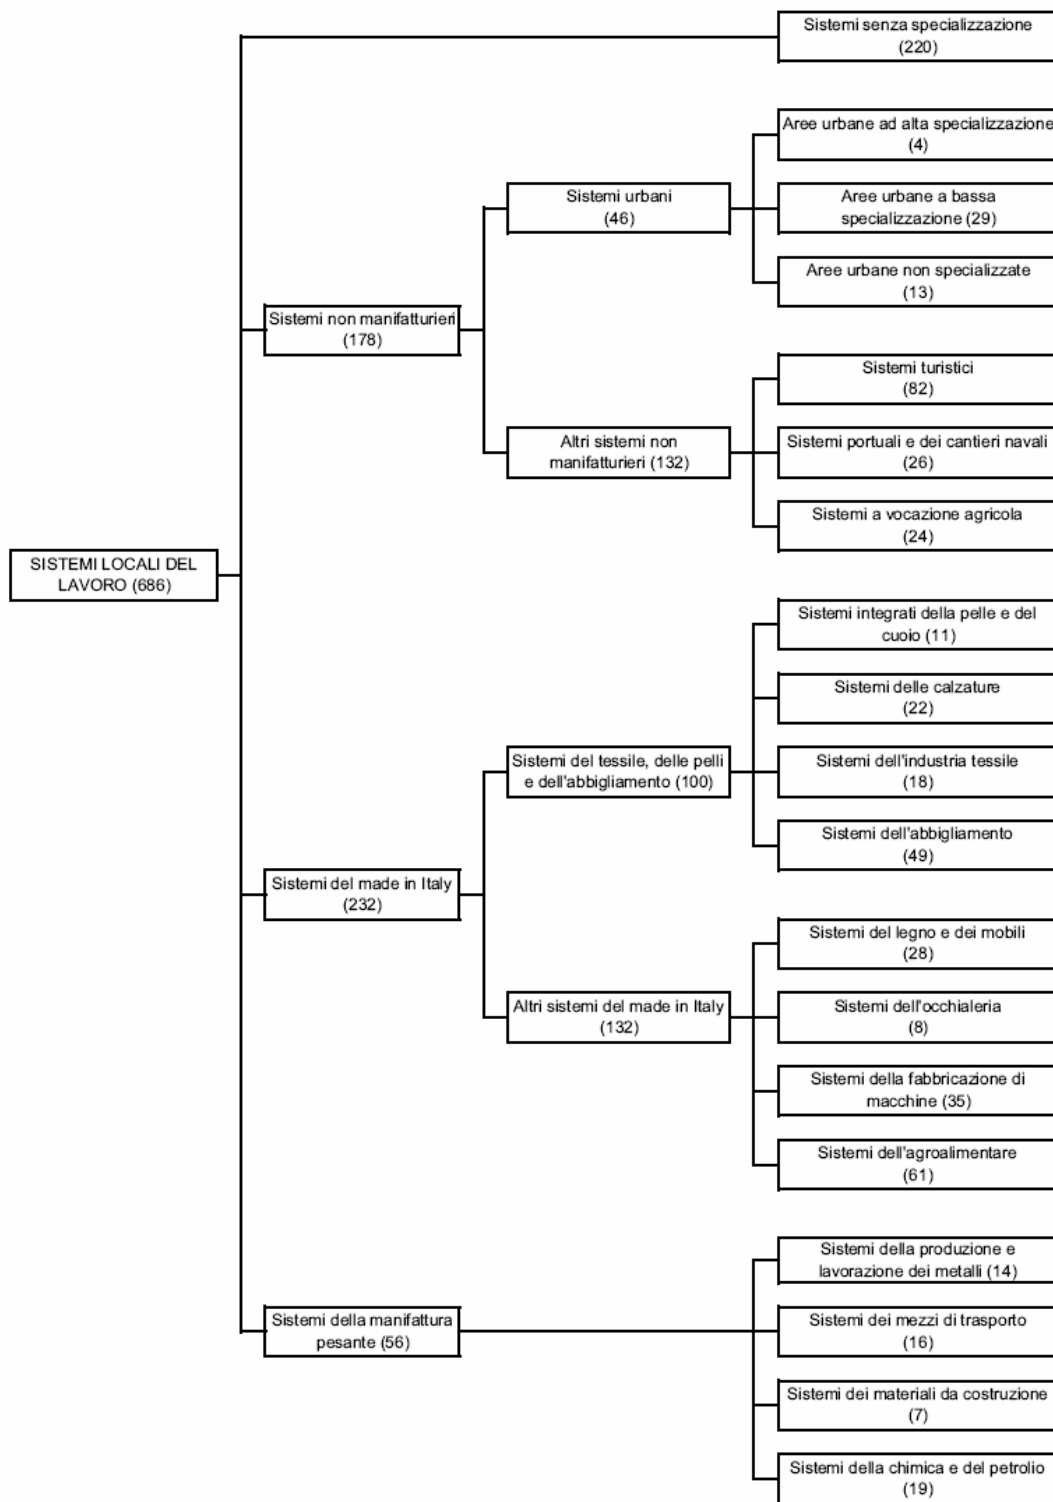 Sistemi senza specializzazione
(220)
Aree urbane ad alta specializzazione
(4)
Sistemi urbani
(46)
Aree urbane a bassa
specializzazione (29)
Aree urbane non specializzate
(13)
Sistemi non manifatturieri
(178)
Sistemi turistici
(82)
Altri sistemi non
manifatturieri (132)
Sistemi portuali e dei cantieri navali
(26)
Sistemi a vocazione agricola
(24)
SISTEMI LOCALI DEL
LAVORO (686)
Sistemi integrati della pelle e del
cuoio (11)
Sistemi delle calzature
(22)
Sistemi del tessile, delle pelli
e dell'abbigliamento (100)
Sistemi dell'industria tessile
(18)
Sistemi dell'abbigliamento
(49)
Sistemi del made in Italy
(232)
Sistemi del legno e dei mobili
(28)
Altri sistemi del made in Italy
(132)
Sistemi dell'occhialeria
(8)
Sistemi della fabbricazione di
macchine (35)
Sistemi dell'agroalimentare
(61)
Sistemi della produzione e
lavorazione dei metalli (14)
Sistemi della manifattura
pesante (56)
Sistemi dei mezzi di trasporto
(16)
Sistemi dei materiali da costruzione
(7)
Sistemi della chimica e del petrolio
(19)